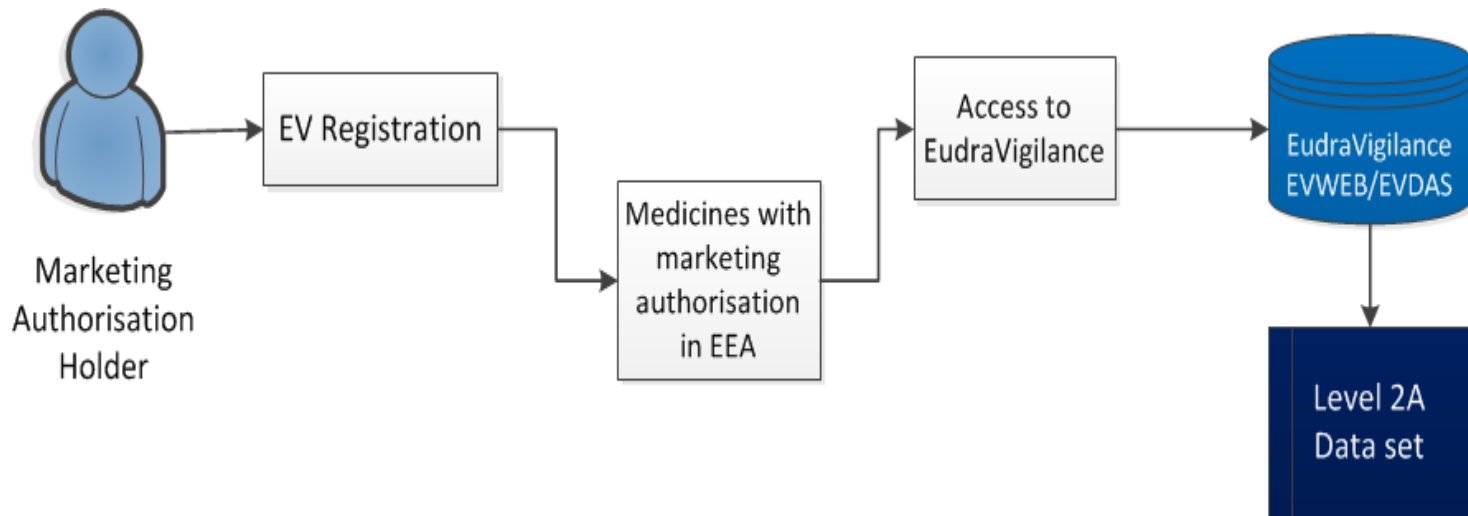 Marketing
Authorisation
Holder
EV Registration
Medicines with
marketing
authorisation
in EEA
Access to
EudraVigilance
EudraVigilance
EVWEB/EVDAS
Level 2A
Data set